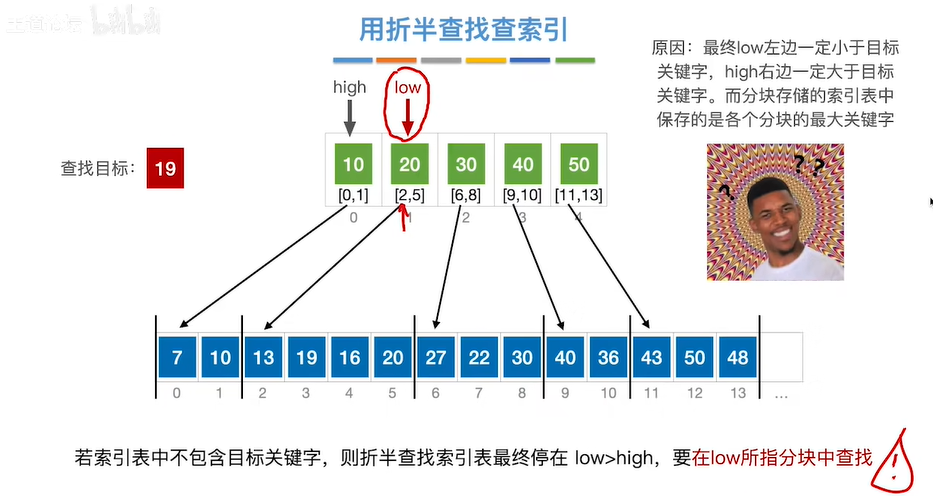 用折半查找查索引
原因：最终low左边一定小于目标
关键字，high右边一定大于目标
关键字。而分块存储的索引表中
保存的是各个分块的最大关键字
high low
查找目标： 19
10 20 30 40 50
[0,1] [2,5] [6,8] [9,10] [11,13]
0 1 2 3 4
? ? ?
7 10 13 19 16 20 27 22 30 40 36 43 50 48
0 1 2 3 4 5 6 7 8 9 10 11 12 13 …
若索引表中不包含目标关键字，则折半查找索引表最终停在 low>high，要在low所指分块中查找
!